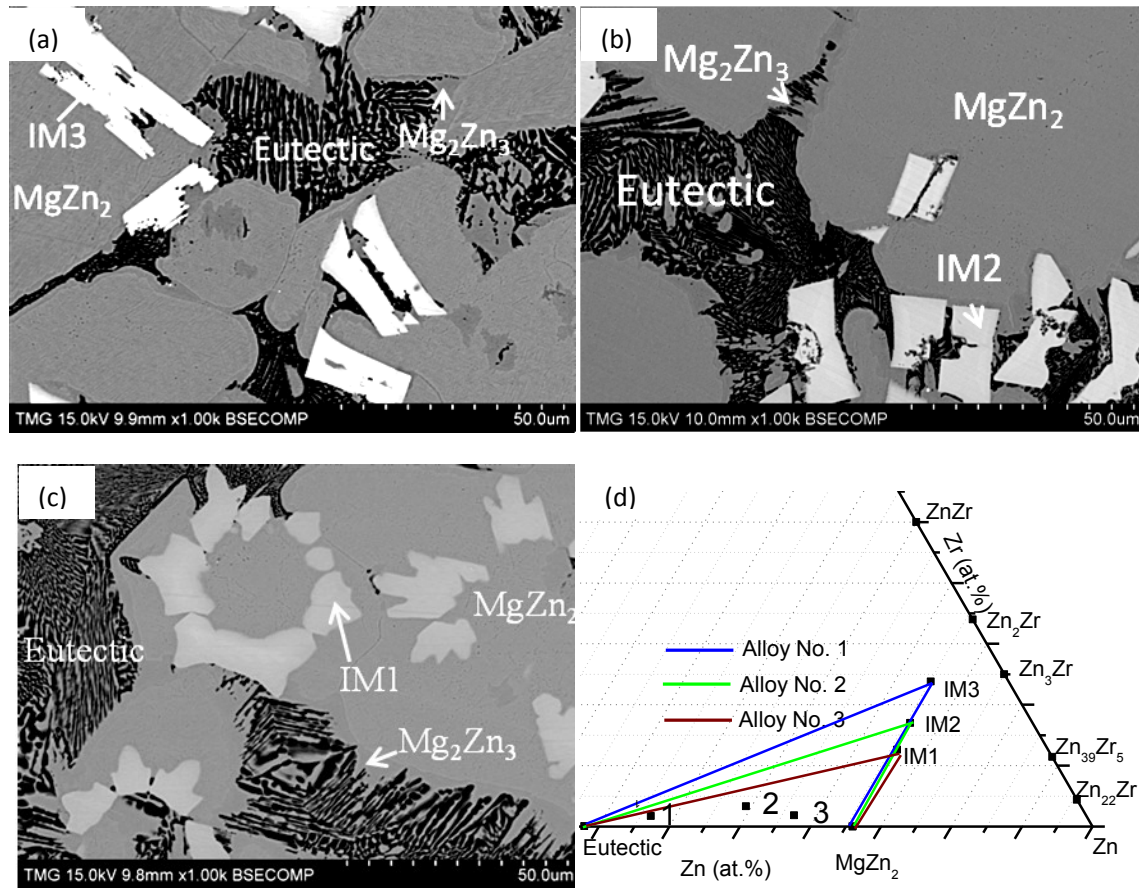 (a)
IM3
Eutectic
Mg₂Zn₃
MgZn₂
TMG 15.0kV 9.9mm x1.00k BSECOMP 50.0um
(b)
Mg₂Zn₃
MgZn₂
Eutectic
IM2
TMG 15.0kV 10.0mm x1.00k BSECOMP 50.0um
(c)
MgZn₂
Eutectic
IM1
Mg₂Zn₃
TMG 15.0kV 9.8mm x1.00k BSECOMP 50.0um
(d)
ZnZr
Zr (at.%)
Zn₂Zr
Alloy No. 1
Zn₃Zr
Alloy No. 2
IM3
Alloy No. 3
IM2
IM1
Zn₃₉Zr₅
1
2
3
Zn₂₂Zr
Eutectic
MgZn₂
Zn
Zn (at.%)